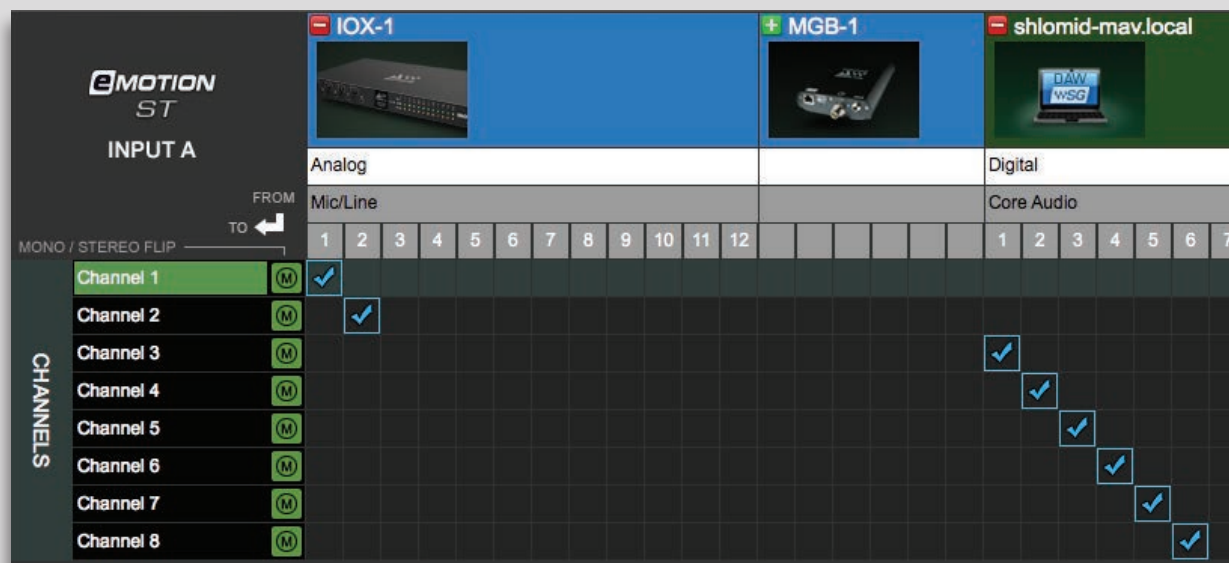 IOX-1
MGB-1
shlomid-mav.local
eMOTION
ST
INPUT A
DAW
WSG
Analog
Digital
FROM
Mic/Line
Core Audio
TO
MONO / STEREO FLIP
1 2 3 4 5 6 7 8 9 10 11 12
1 2 3 4 5 6 7
CHANNELS
Channel 1 M
Channel 2 M
Channel 3 M
Channel 4 M
Channel 5 M
Channel 6 M
Channel 7 M
Channel 8 M